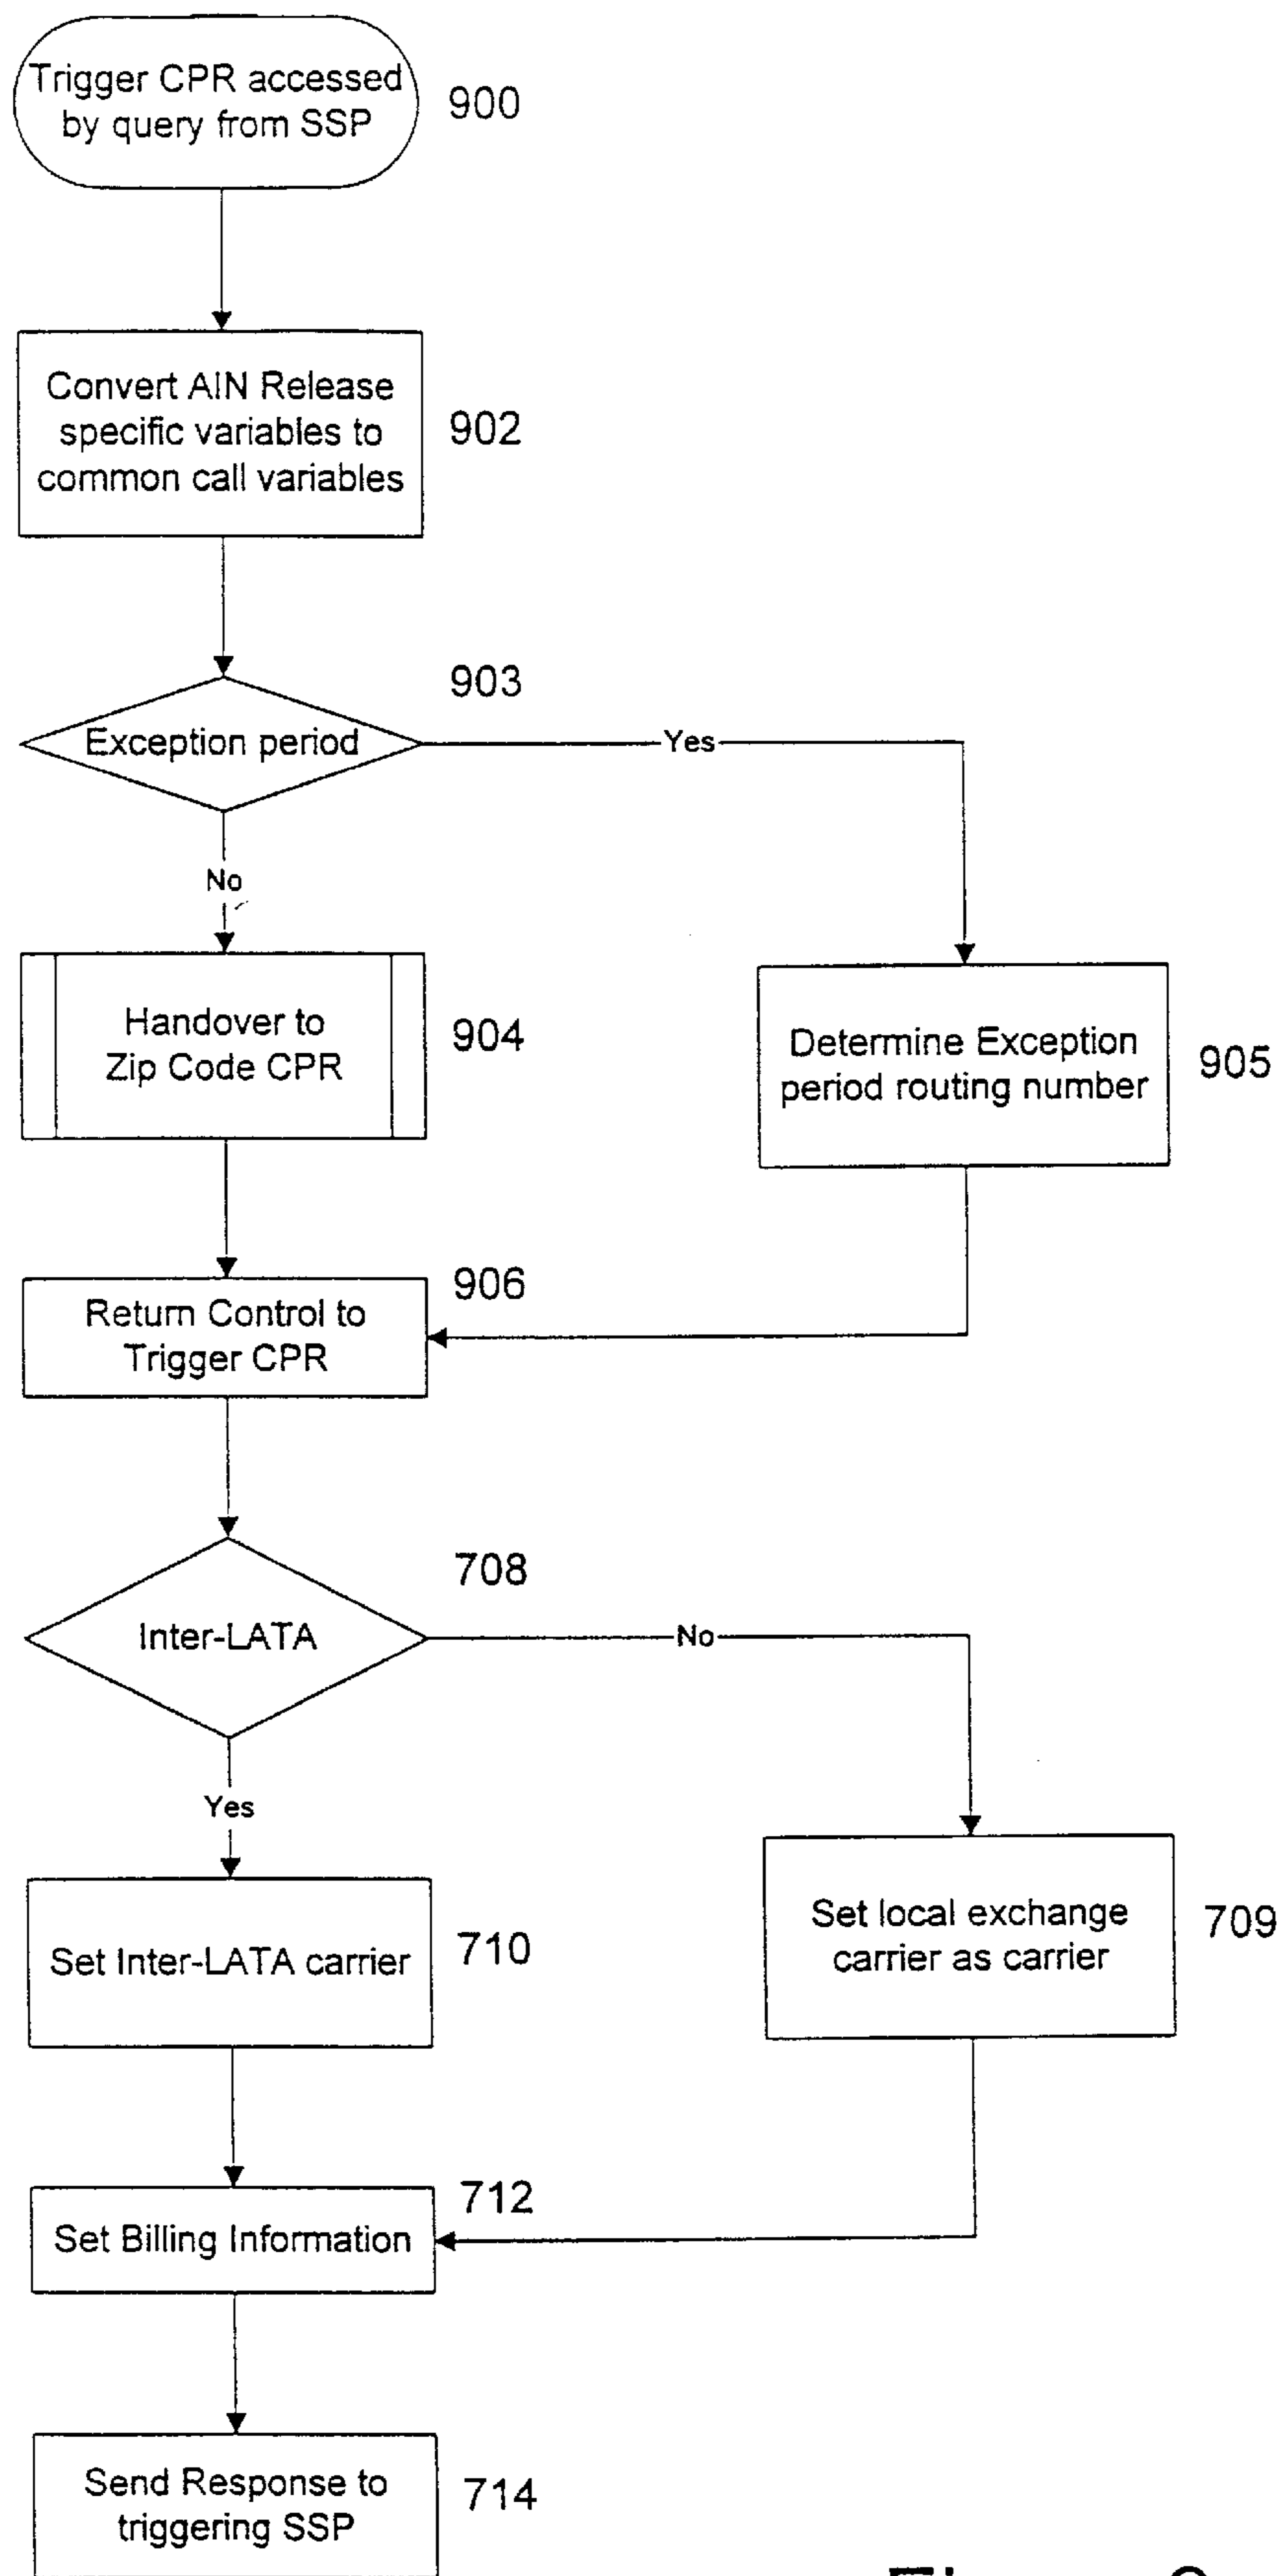 Trigger CPR accessed
by query from SSP
900
Convert AIN Release
specific variables to
common call variables
902
903
Exception period
Yes
No
Handover to
Zip Code CPR
904
Determine Exception
period routing number
905
906
Return Control to
Trigger CPR
708
Inter-LATA
No
Yes
Set Inter-LATA carrier
710
Set local exchange
carrier as carrier
709
712
Set Billing Information
Send Response to
triggering SSP
714